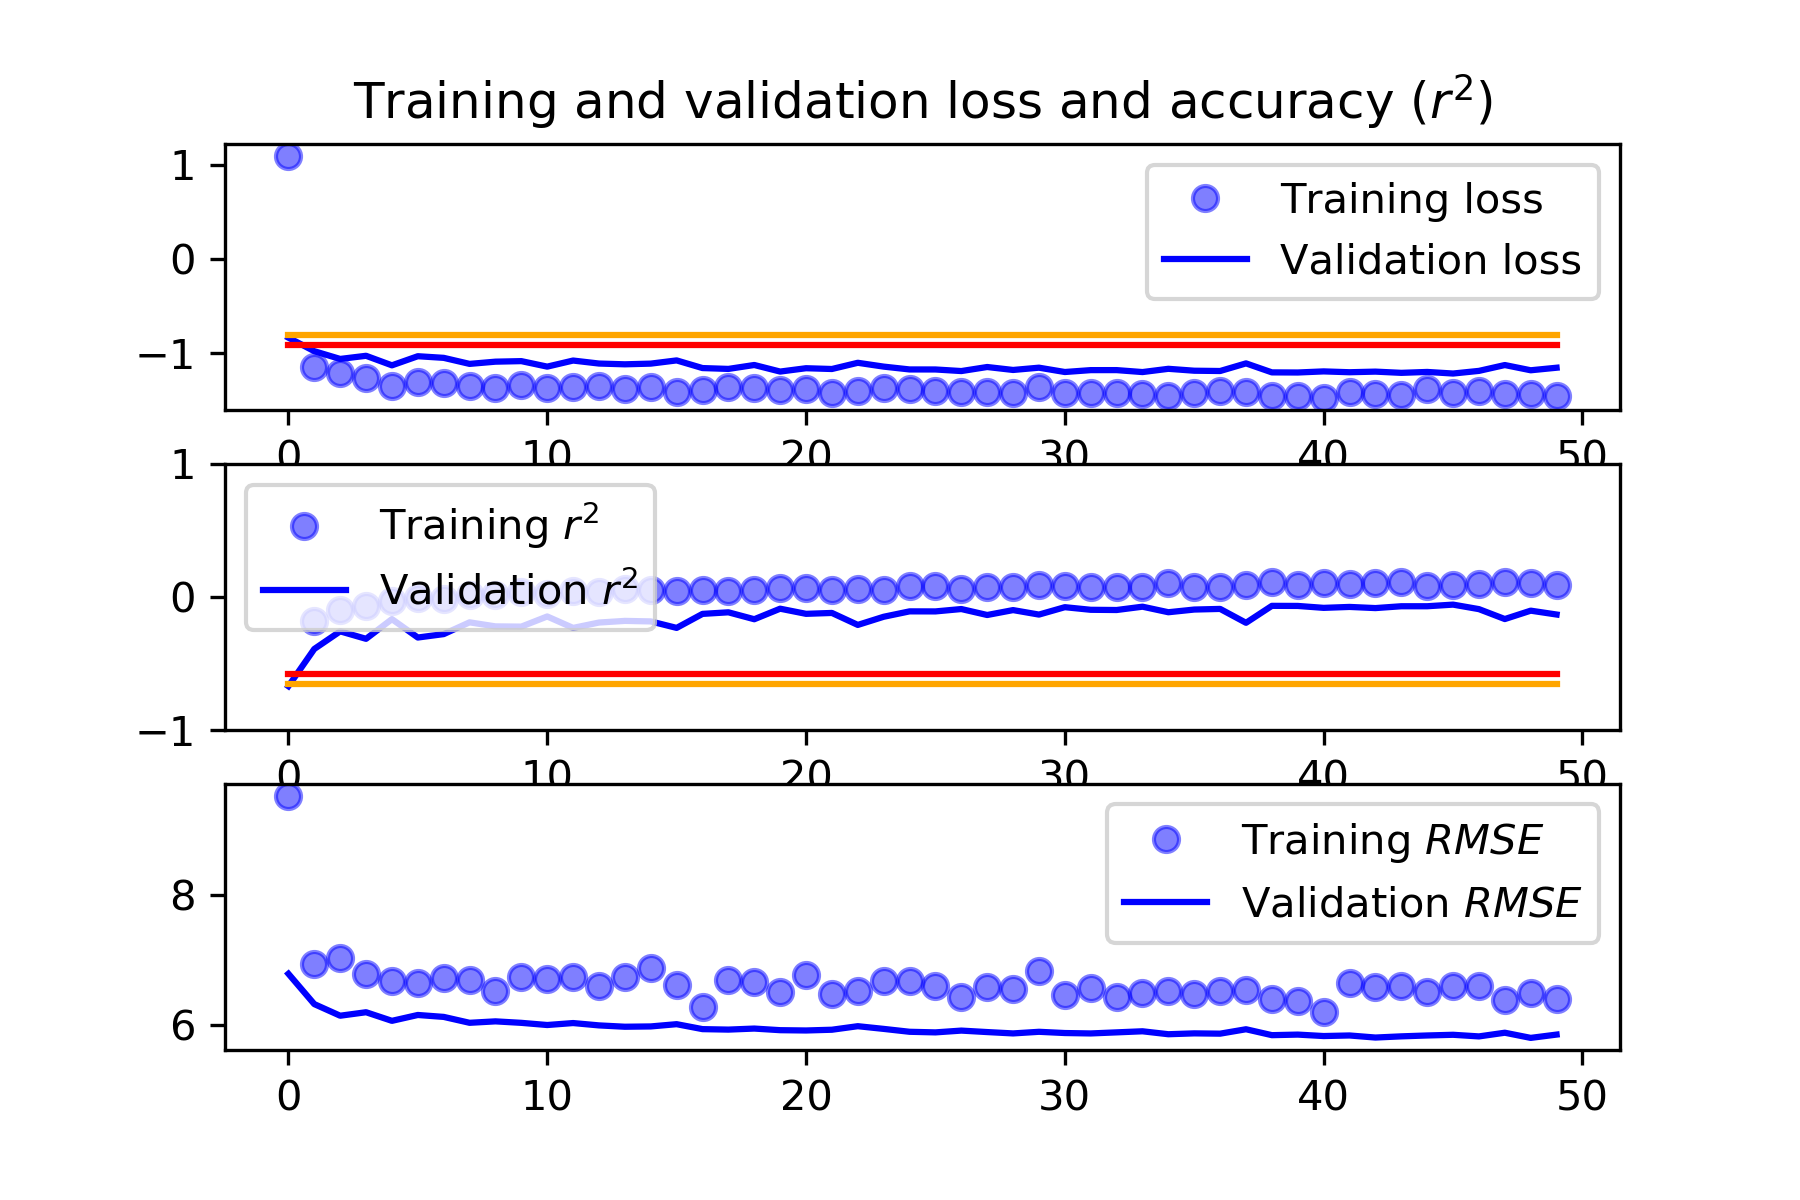 Training and validation loss and accuracy (r²)
1
0
−1
Training loss
Validation loss
0 10 20 30 40 50
1
0
−1
Training r²
Validation r²
0 10 20 30 40 50
8
6
Training RMSE
Validation RMSE
0 10 20 30 40 50